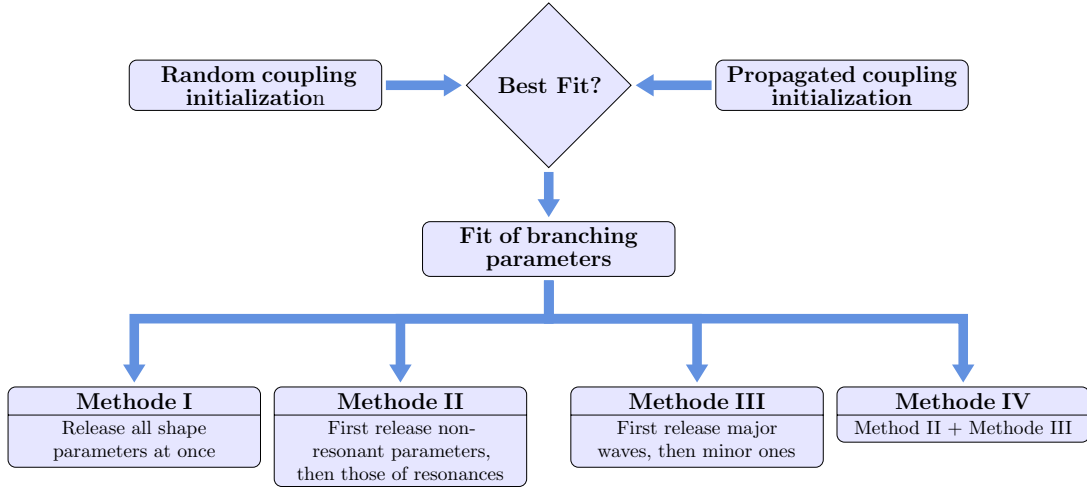 Random coupling
initialization
Best Fit?
Propagated coupling
initialization
Fit of branching
parameters
Methode I
Release all shape
parameters at once
Methode II
First release non-
resonant parameters,
then those of resonances
Methode III
First release major
waves, then minor ones
Methode IV
Method II + Methode III